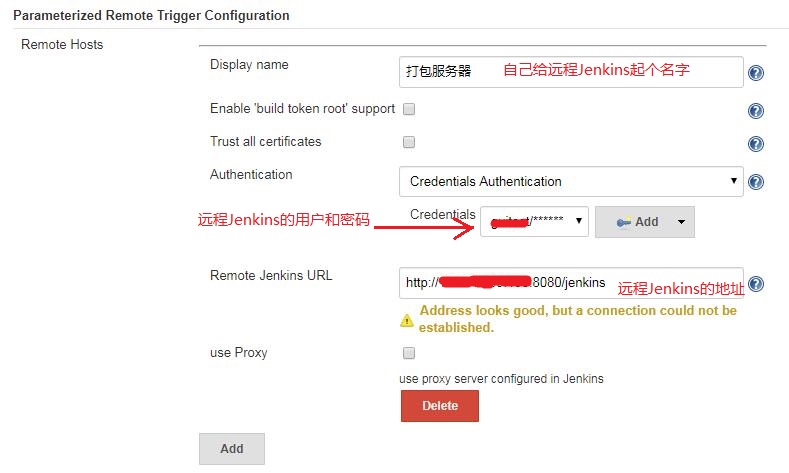 Parameterized Remote Trigger Configuration
Remote Hosts
Display name
打包服务器
自己给远程Jenkins起个名字
Enable 'build token root' support
Trust all certificates
Authentication
Credentials Authentication
远程Jenkins的用户和密码
Credentials
/******
Add
Remote Jenkins URL
http://
:8080/jenkins
远程Jenkins的地址
Address looks good, but a connection could not be
established.
use Proxy
use proxy server configured in Jenkins
Delete
Add